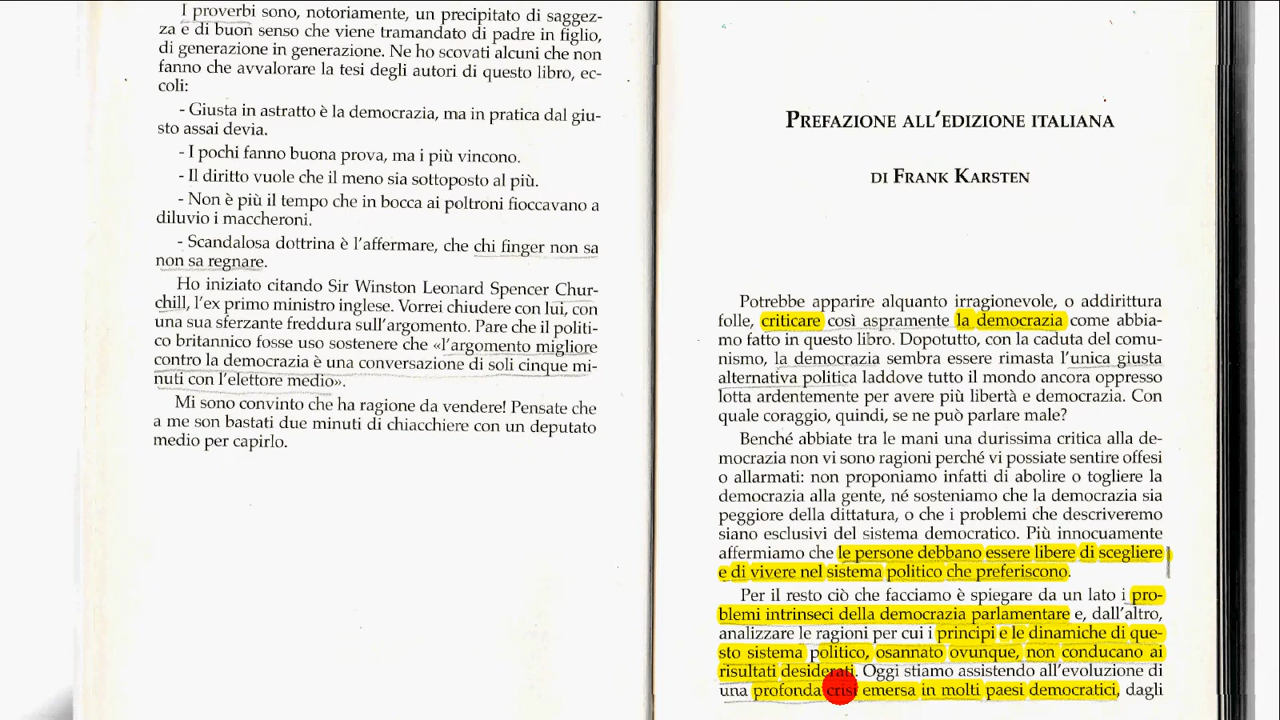 I proverbi sono, notoriamente, un precipitato di saggez-
za e di buon senso che viene tramandato di padre in figlio,
di generazione in generazione. Ne ho scovati alcuni che non
fanno che avvalorare la tesi degli autori di questo libro, ec-
coli:
- Giusta in astratto è la democrazia, ma in pratica dal giu-
sto assai devia.
- I pochi fanno buona prova, ma i più vincono.
- Il diritto vuole che il meno sia sottoposto al più.
- Non è più il tempo che in bocca ai poltroni fioccavano a
diluvio i maccheroni.
- Scandalosa dottrina è l'affermare, che chi finger non sa
non sa regnare.
Ho iniziato citando Sir Winston Leonard Spencer Chur-
chill, l'ex primo ministro inglese. Vorrei chiudere con lui, con
una sua sferzante freddura sull'argomento. Pare che il politi-
co britannico fosse uso sostenere che «l'argomento migliore
contro la democrazia è una conversazione di soli cinque mi-
nuti con l'elettore medio».
Mi sono convinto che ha ragione da vendere! Pensate che
a me son bastati due minuti di chiacchiere con un deputato
medio per capirlo.
PREFAZIONE ALL'EDIZIONE ITALIANA
DI FRANK KARSTEN
Potrebbe apparire alquanto irragionevole, o addirittura
folle, criticare così aspramente la democrazia come abbia-
mo fatto in questo libro. Dopotutto, con la caduta del comu-
nismo, la democrazia sembra essere rimasta l'unica giusta
alternativa politica laddove tutto il mondo ancora oppresso
lotta ardentemente per avere più libertà e democrazia. Con
quale coraggio, quindi, se ne può parlare male?
Benché abbiate tra le mani una durissima critica alla de-
mocrazia non vi sono ragioni perché vi possiate sentire offesi
o allarmati: non proponiamo infatti di abolire o togliere la
democrazia alla gente, né sosteniamo che la democrazia sia
peggiore della dittatura, o che i problemi che descriveremo
siano esclusivi del sistema democratico. Più innocuamente
affermiamo che le persone debbano essere libere di scegliere
e di vivere nel sistema politico che preferiscono.
Per il resto ciò che facciamo è spiegare da un lato i pro-
blemi intrinseci della democrazia parlamentare e, dall'altro,
analizzare le ragioni per cui i principi e le dinamiche di que-
sto sistema politico, osannato ovunque, non conducano ai
risultati desiderati. Oggi stiamo assistendo all'evoluzione di
una profonda crisi emersa in molti paesi democratici, dagli